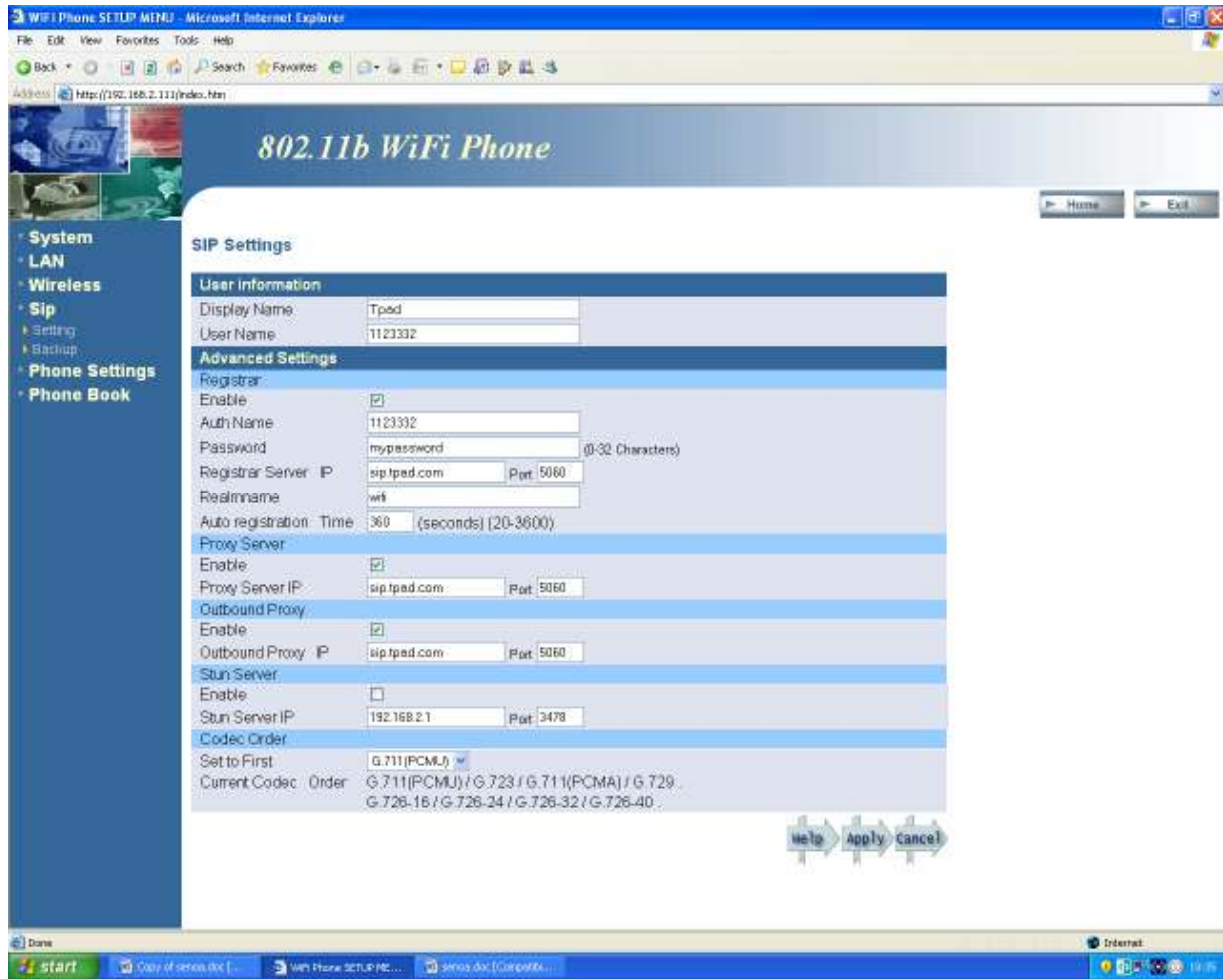 WiFi Phone SETUP MENU - Microsoft Internet Explorer
File Edit View Favorites Tools Help
Back Search Favorites
Address http://192.168.2.111/index.htm
802.11b WiFi Phone
Home Exit
System
LAN
Wireless
Sip
Setting
Backup
Phone Settings
Phone Book
SIP Settings
User information
Display Name Tpad
User Name 1123332
Advanced Settings
Registrar
Enable
Auth Name 1123332
Password mypassword (0-32 Characters)
Registrar Server IP sip.tpad.com Port 5060
Realmname wifi
Auto registration Time 360 (seconds) (20-3600)
Proxy Server
Enable
Proxy Server IP sip.tpad.com Port 5060
Outbound Proxy
Enable
Outbound Proxy IP sip.tpad.com Port 5060
Stun Server
Enable
Stun Server IP 192.168.2.1 Port 3478
Codec Order
Set to First G.711(PCMU)
Current Codec Order G.711(PCMU) / G.723 / G.711(PCMA) / G.729 .
G.726-16 / G.726-24 / G.726-32 / G.726-40 .
Help Apply Cancel
Done Internet
start Copy of senoa.doc [... WiFi Phone SETUP ME... senoa.doc [Compatib...